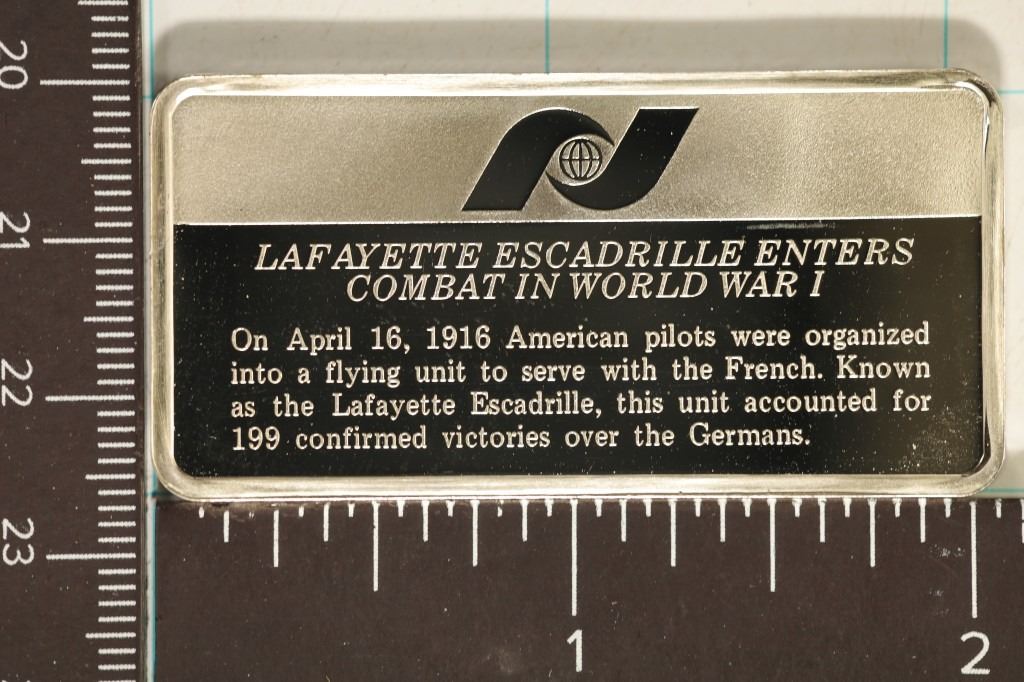 LAFAYETTE ESCADRILLE ENTERS
COMBAT IN WORLD WAR I
On April 16, 1916 American pilots were organized
into a flying unit to serve with the French. Known
as the Lafayette Escadrille, this unit accounted for
199 confirmed victories over the Germans.
20
21
22
23
1
2